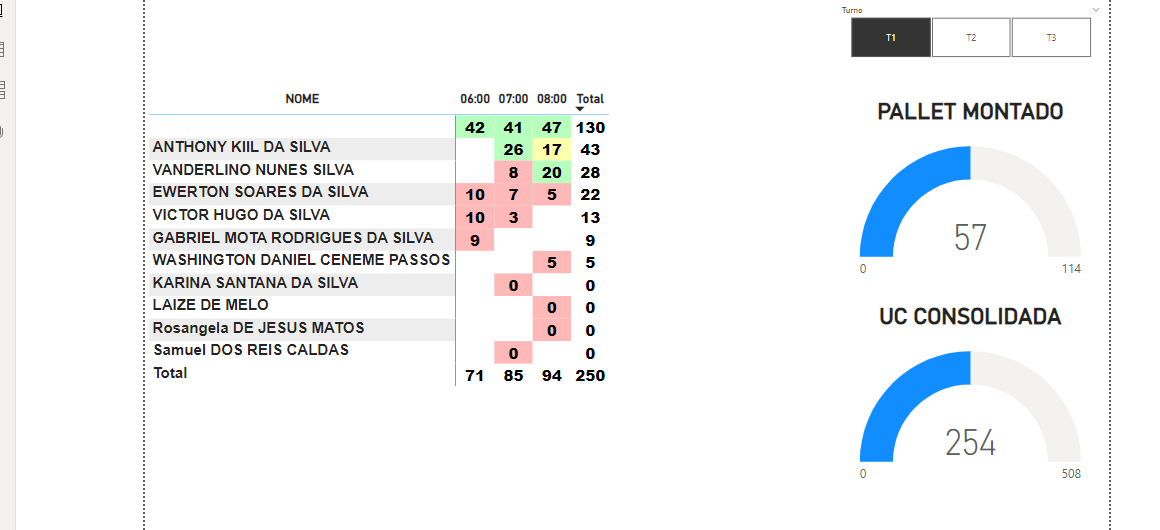 Turno
T1 T2 T3
NOME 06:00 07:00 08:00 Total
42 41 47 130
ANTHONY KIIL DA SILVA 26 17 43
VANDERLINO NUNES SILVA 8 20 28
EWERTON SOARES DA SILVA 10 7 5 22
VICTOR HUGO DA SILVA 10 3 13
GABRIEL MOTA RODRIGUES DA SILVA 9 9
WASHINGTON DANIEL CENEME PASSOS 5 5
KARINA SANTANA DA SILVA 0 0
LAIZE DE MELO 0 0
Rosangela DE JESUS MATOS 0 0
Samuel DOS REIS CALDAS 0 0
Total 71 85 94 250
PALLET MONTADO
57
0 114
UC CONSOLIDADA
254
0 508